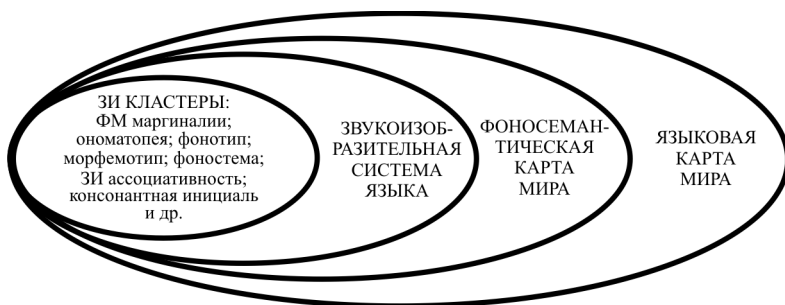 ЗИ КЛАСТЕРЫ:
ФМ маргиналии;
ономатопея; фонотип;
морфемотип; фоностема;
ЗИ ассоциативность;
консонантная инициаль
и др.
ЗВУКОИЗОБ-
РАЗИТЕЛЬНАЯ
СИСТЕМА
ЯЗЫКА
ФОНОСЕМАН-
ТИЧЕСКАЯ
КАРТА
МИРА
ЯЗЫКОВАЯ
КАРТА
МИРА